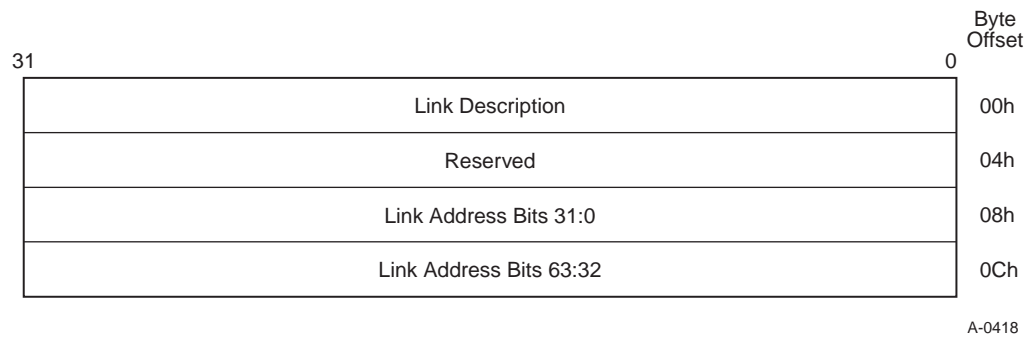 Byte
Offset
31 0
Link Description 00h
Reserved 04h
Link Address Bits 31:0 08h
Link Address Bits 63:32 0Ch
A-0418